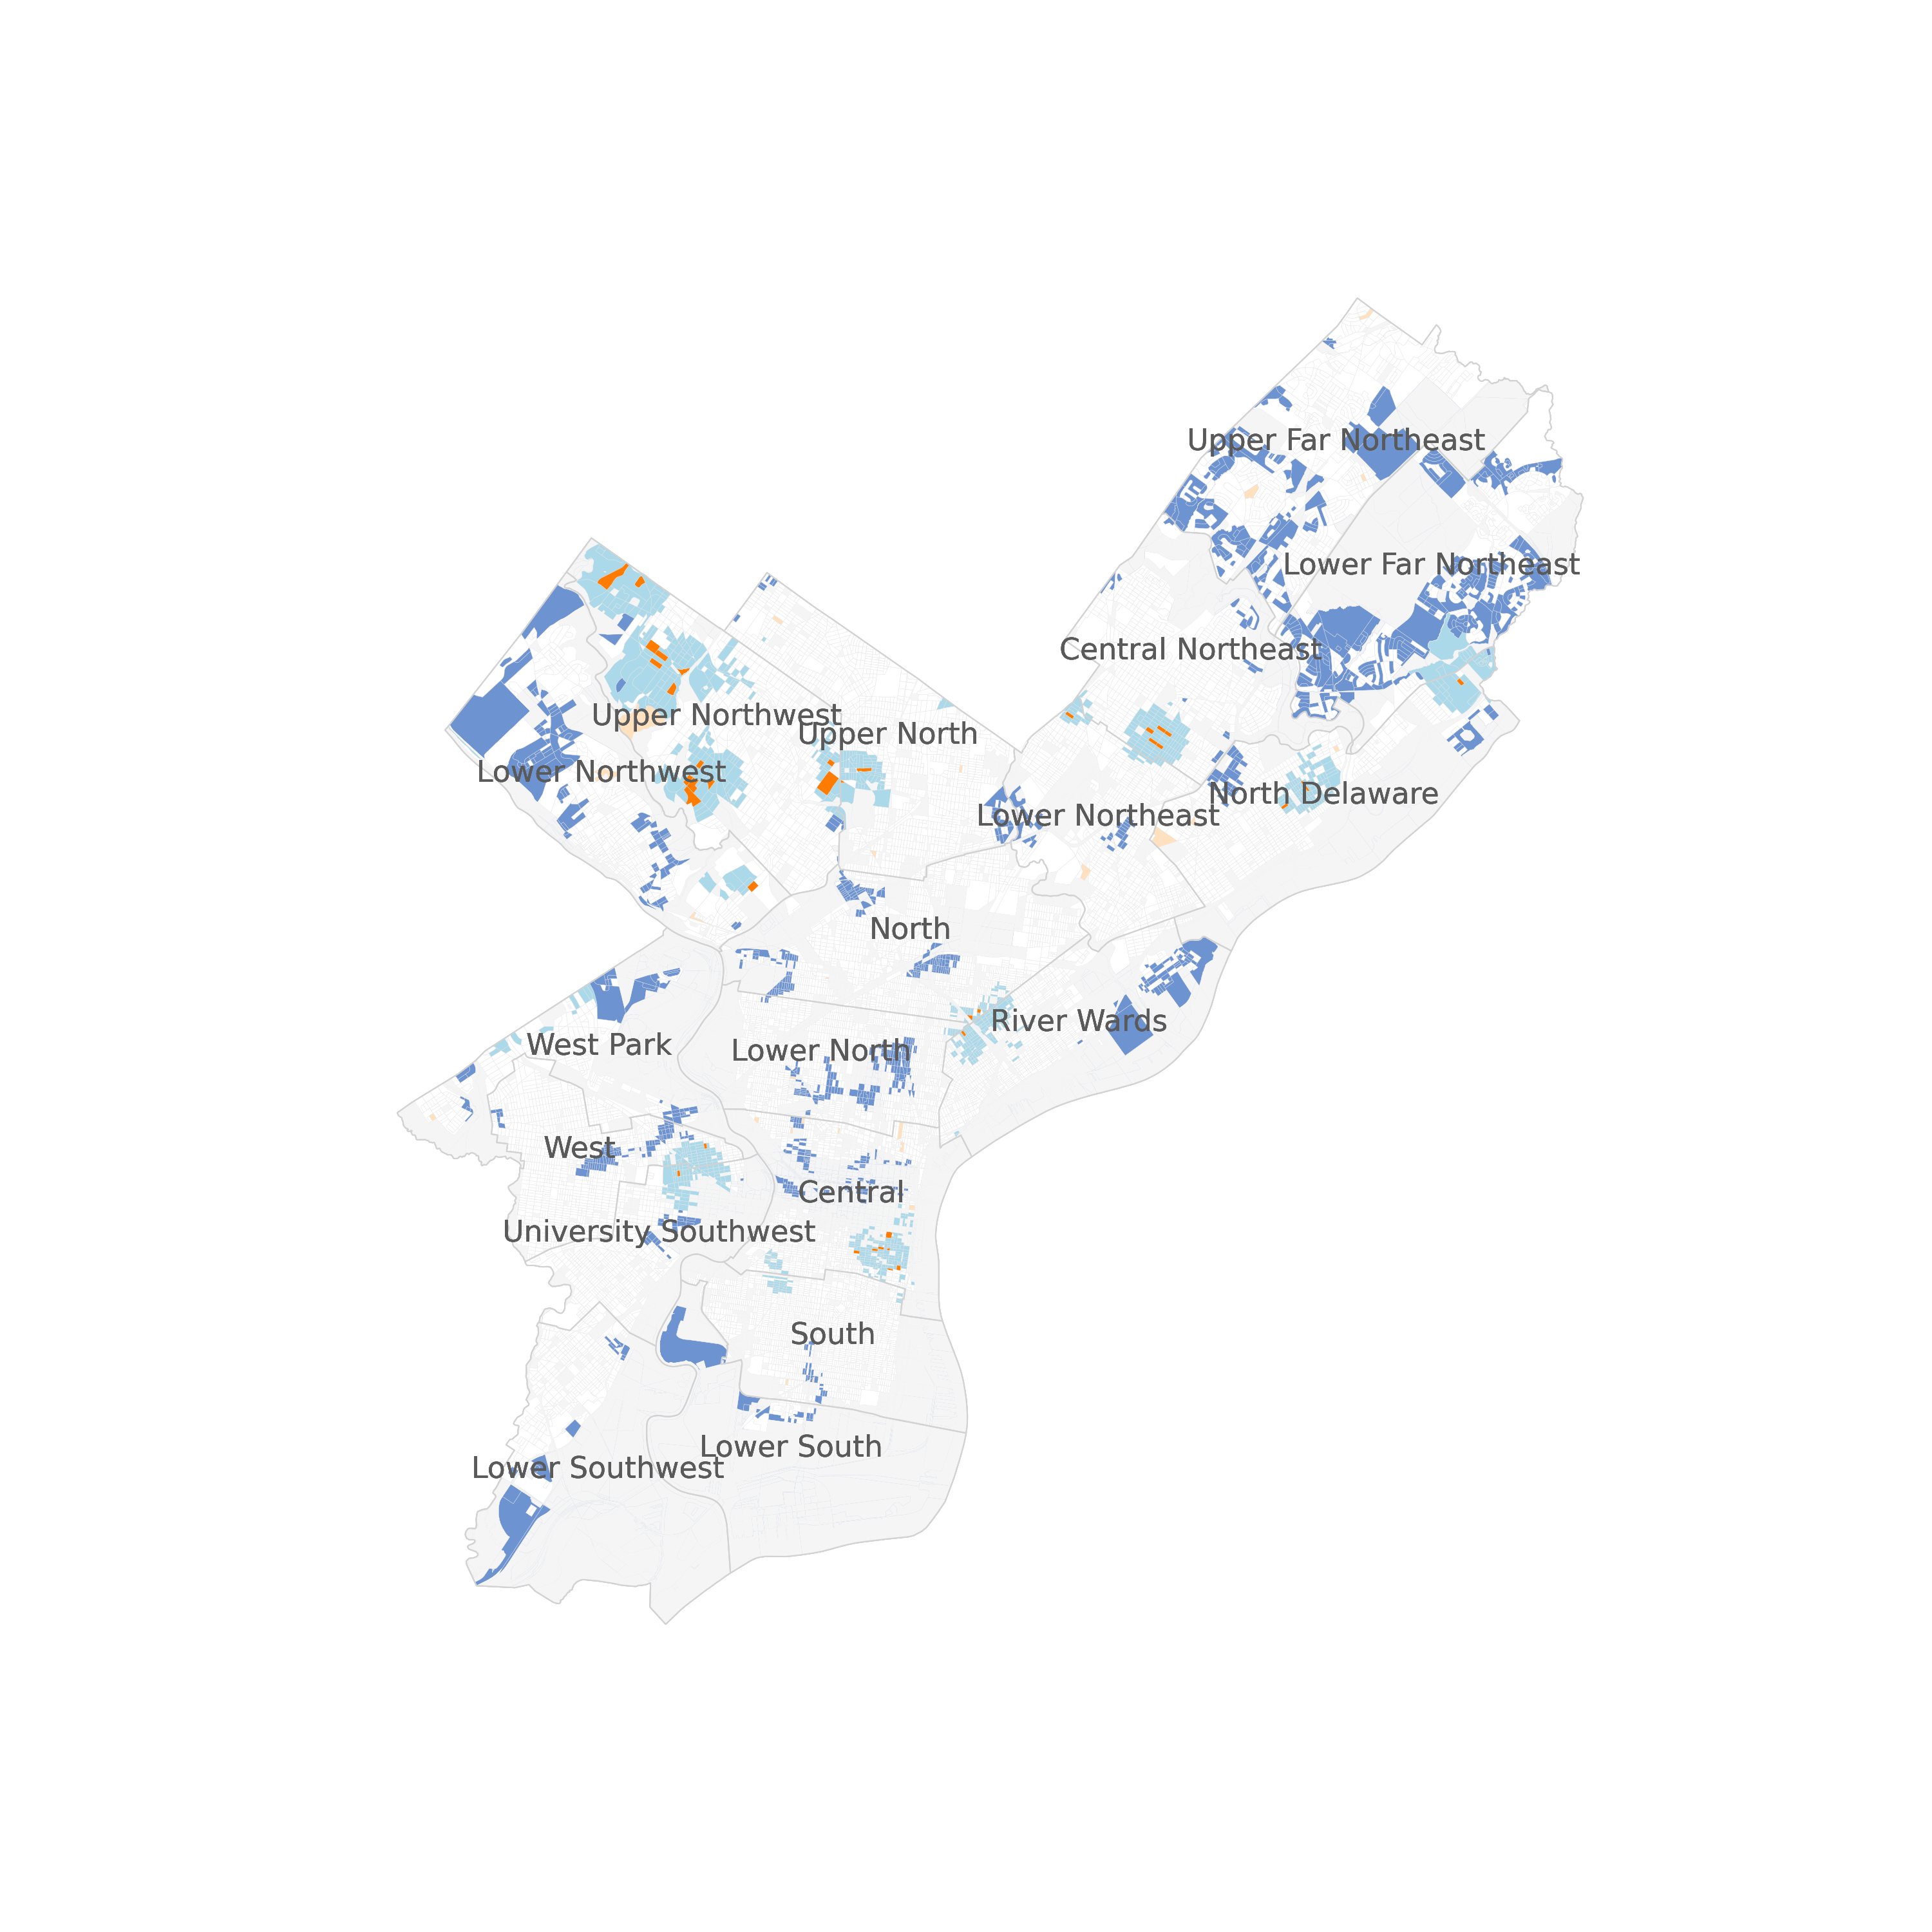 Upper Far Northeast
Lower Far Northeast
Central Northeast
Upper Northwest
Upper North
Lower Northwest
North Delaware
Lower Northeast
North
River Wards
West Park
Lower North
West
Central
University Southwest
South
Lower South
Lower Southwest